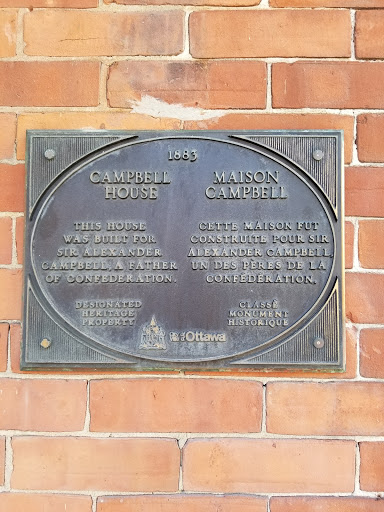 1883
CAMPBELL
HOUSE
THIS HOUSE
WAS BUILT FOR
SIR ALEXANDER
CAMPBELL, A FATHER
OF CONFEDERATION.
DESIGNATED
HERITAGE
PROPERTY
MAISON
CAMPBELL
CETTE MAISON FUT
CONSTRUITE POUR SIR
ALEXANDER CAMPBELL,
UN DES PÈRES DE LA
CONFÉDÉRATION.
CLASSÉ
MONUMENT
HISTORIQUE
Ottawa